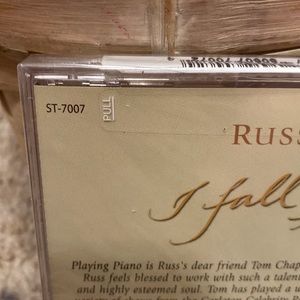 ST-7007
PULL
Russ
I fall
Playing Piano is Russ's dear friend Tom Chap
Russ feels blessed to work with such a talent
and highly esteemed soul. Tom has played a